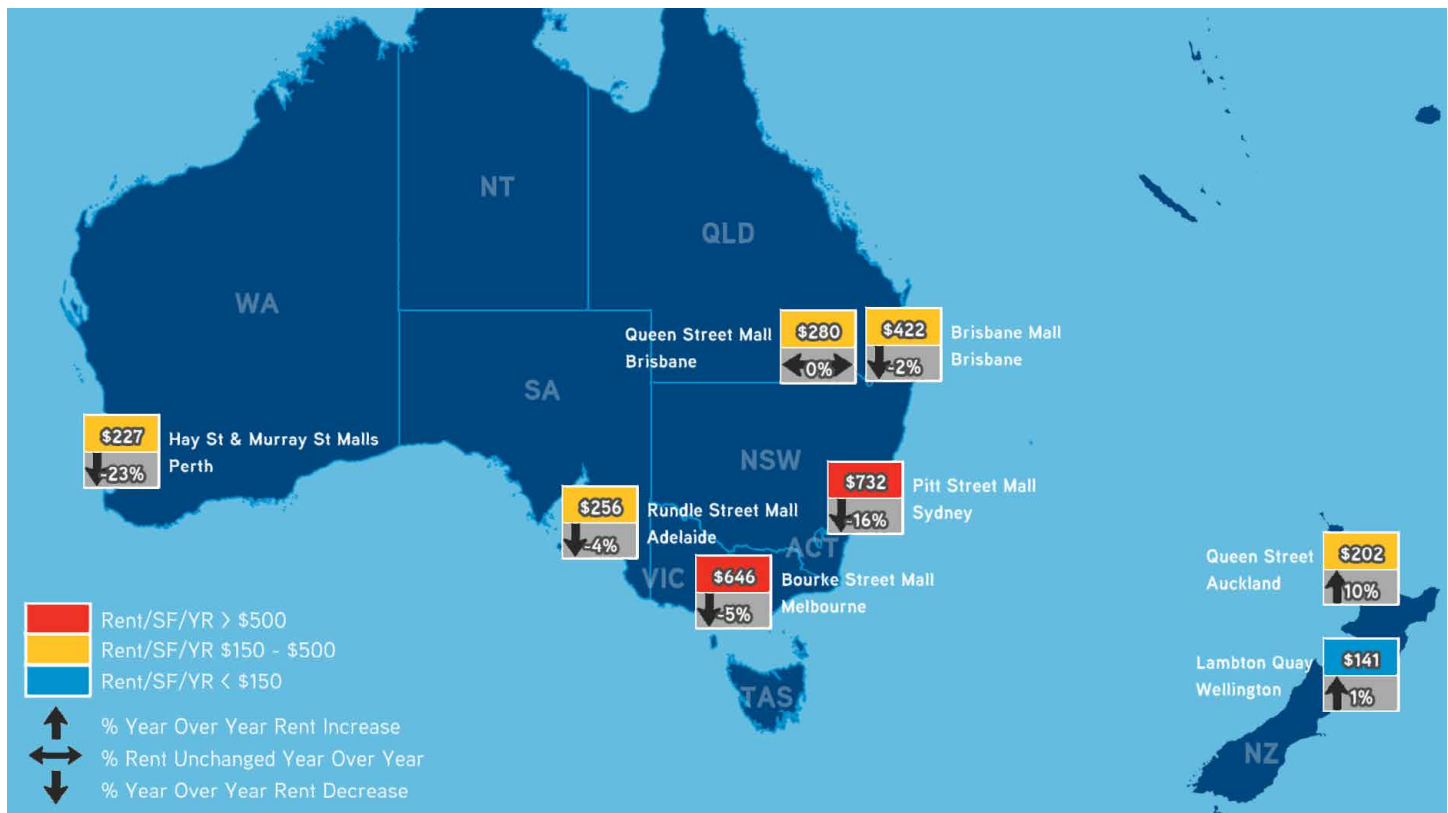 NT
QLD
WA
Queen Street Mall
Brisbane
$280
0%
$422
-2%
Brisbane Mall
Brisbane
SA
$227
-23%
Hay St & Murray St Malls
Perth
NSW
$732
-16%
Pitt Street Mall
Sydney
$256
-4%
Rundle Street Mall
Adelaide
ACT
VIC
$646
-5%
Bourke Street Mall
Melbourne
Queen Street
Auckland
$202
10%
Lambton Quay
Wellington
$141
1%
TAS
NZ
Rent/SF/YR > $500
Rent/SF/YR $150 - $500
Rent/SF/YR < $150
% Year Over Year Rent Increase
% Rent Unchanged Year Over Year
% Year Over Year Rent Decrease